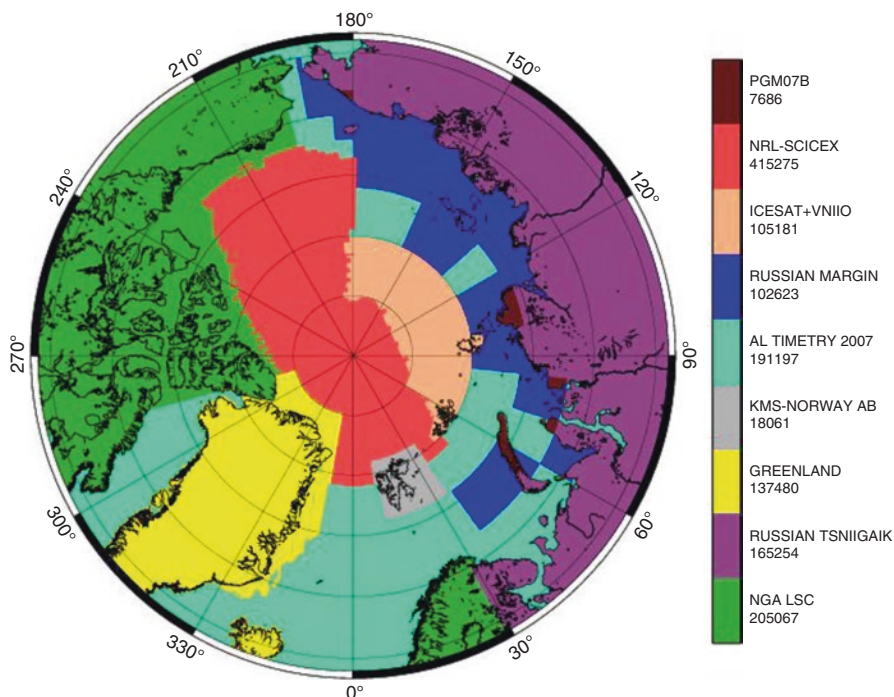 180°
210°
150°
240°
120°
270°
90°
300°
60°
330°
30°
0°
PGM07B
7686
NRL-SCICEX
415275
ICESAT+VNIIO
105181
RUSSIAN MARGIN
102623
AL TIMETRY 2007
191197
KMS-NORWAY AB
18061
GREENLAND
137480
RUSSIAN TSNIIGAIK
165254
NGA LSC
205067